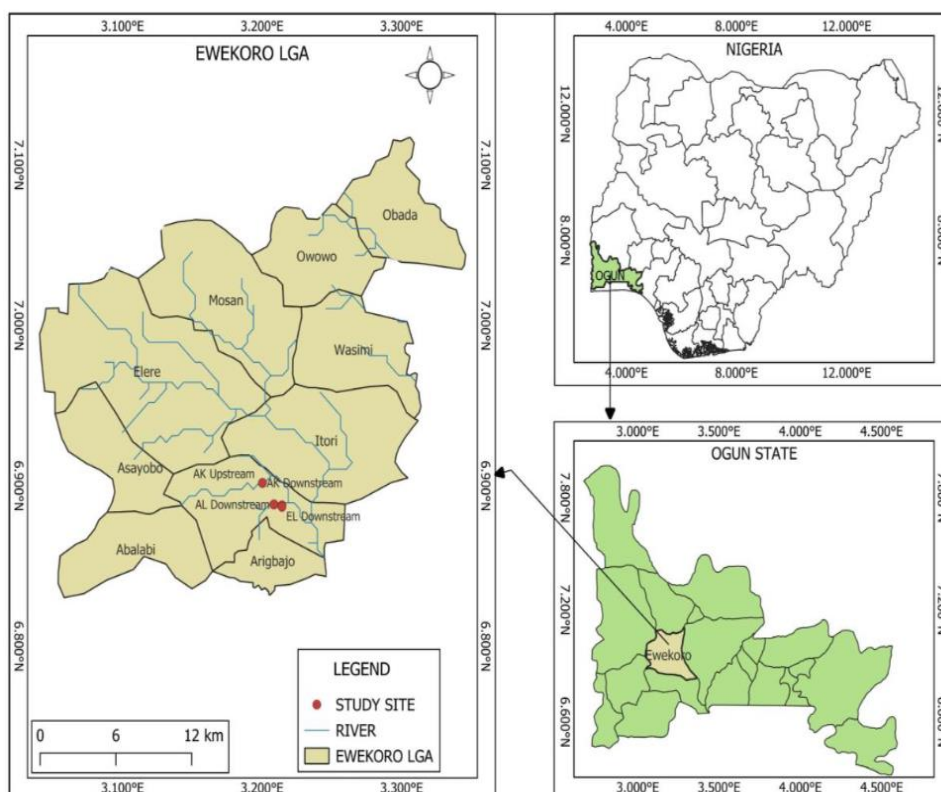 3.100°E 3.200°E 3.300°E
EWEKORO LGA
7.100°N
7.000°N
6.900°N
6.800°N
7.100°N
7.000°N
6.900°N
6.800°N
Obada
Owowo
Mosan
Wasimi
Elere
Itori
Asayobo
AK Upstream
AK Downstream
AL Downstream
EL Downstream
Abalabi
Arigbajo
LEGEND
STUDY SITE
RIVER
EWEKORO LGA
0 6 12 km
3.100°E 3.200°E 3.300°E
4.000°E 8.000°E 12.000°E
NIGERIA
12.000°N
8.000°N
OGUN
4.000°E 8.000°E 12.000°E
3.000°E 3.500°E 4.000°E 4.500°E
OGUN STATE
7.800°N
7.200°N
6.600°N
Ewekoro
3.000°E 3.500°E 4.000°E 4.500°E